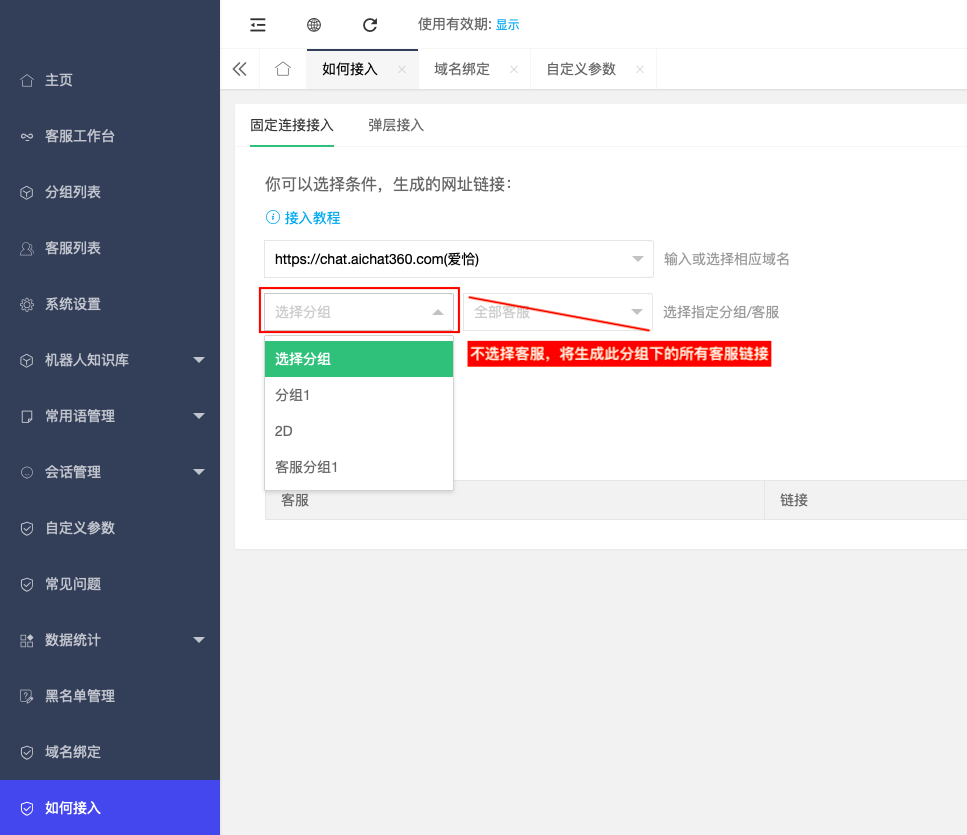 使用有效期: 显示
如何接入
域名绑定
自定义参数
主页
客服工作台
分组列表
客服列表
系统设置
机器人知识库
常用语管理
会话管理
自定义参数
常见问题
数据统计
黑名单管理
域名绑定
如何接入
固定连接接入
弹层接入
你可以选择条件，生成的网址链接：
接入教程
https://chat.aichat360.com(爱恰)
输入或选择相应域名
选择分组
全部客服
选择指定分组/客服
不选择客服，将生成此分组下的所有客服链接
选择分组
分组1
2D
客服分组1
客服
链接